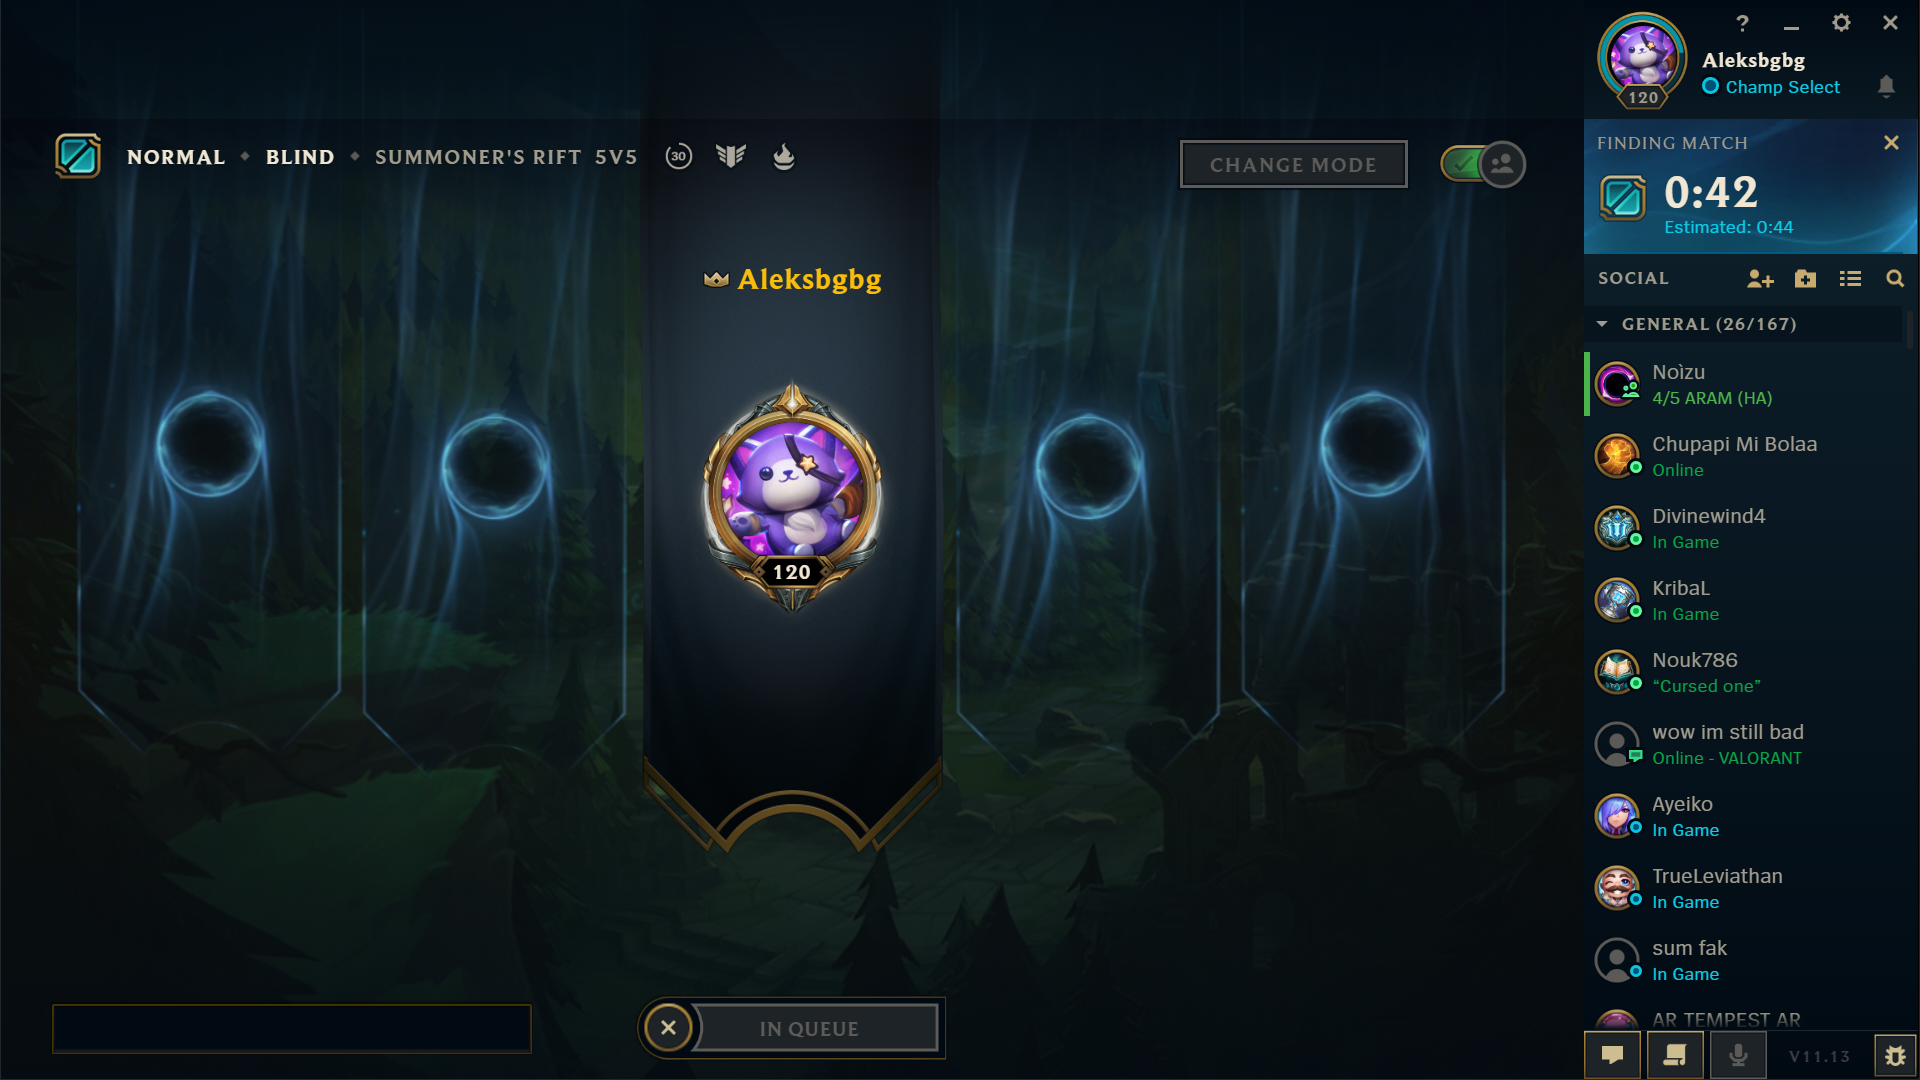 NORMAL ◆ BLIND ◆ SUMMONER'S RIFT 5V5 30
CHANGE MODE
Aleksbgbg
120
IN QUEUE
?
Aleksbgbg
Champ Select
120
FINDING MATCH
0:42
Estimated: 0:44
SOCIAL
GENERAL (26/167)
Noìzu
4/5 ARAM (HA)
Chupapi Mi Bolaa
Online
Divinewind4
In Game
KribaL
In Game
Nouk786
“Cursed one”
wow im still bad
Online - VALORANT
Ayeiko
In Game
TrueLeviathan
In Game
sum fak
In Game
AR TEMPEST AR
V11.13